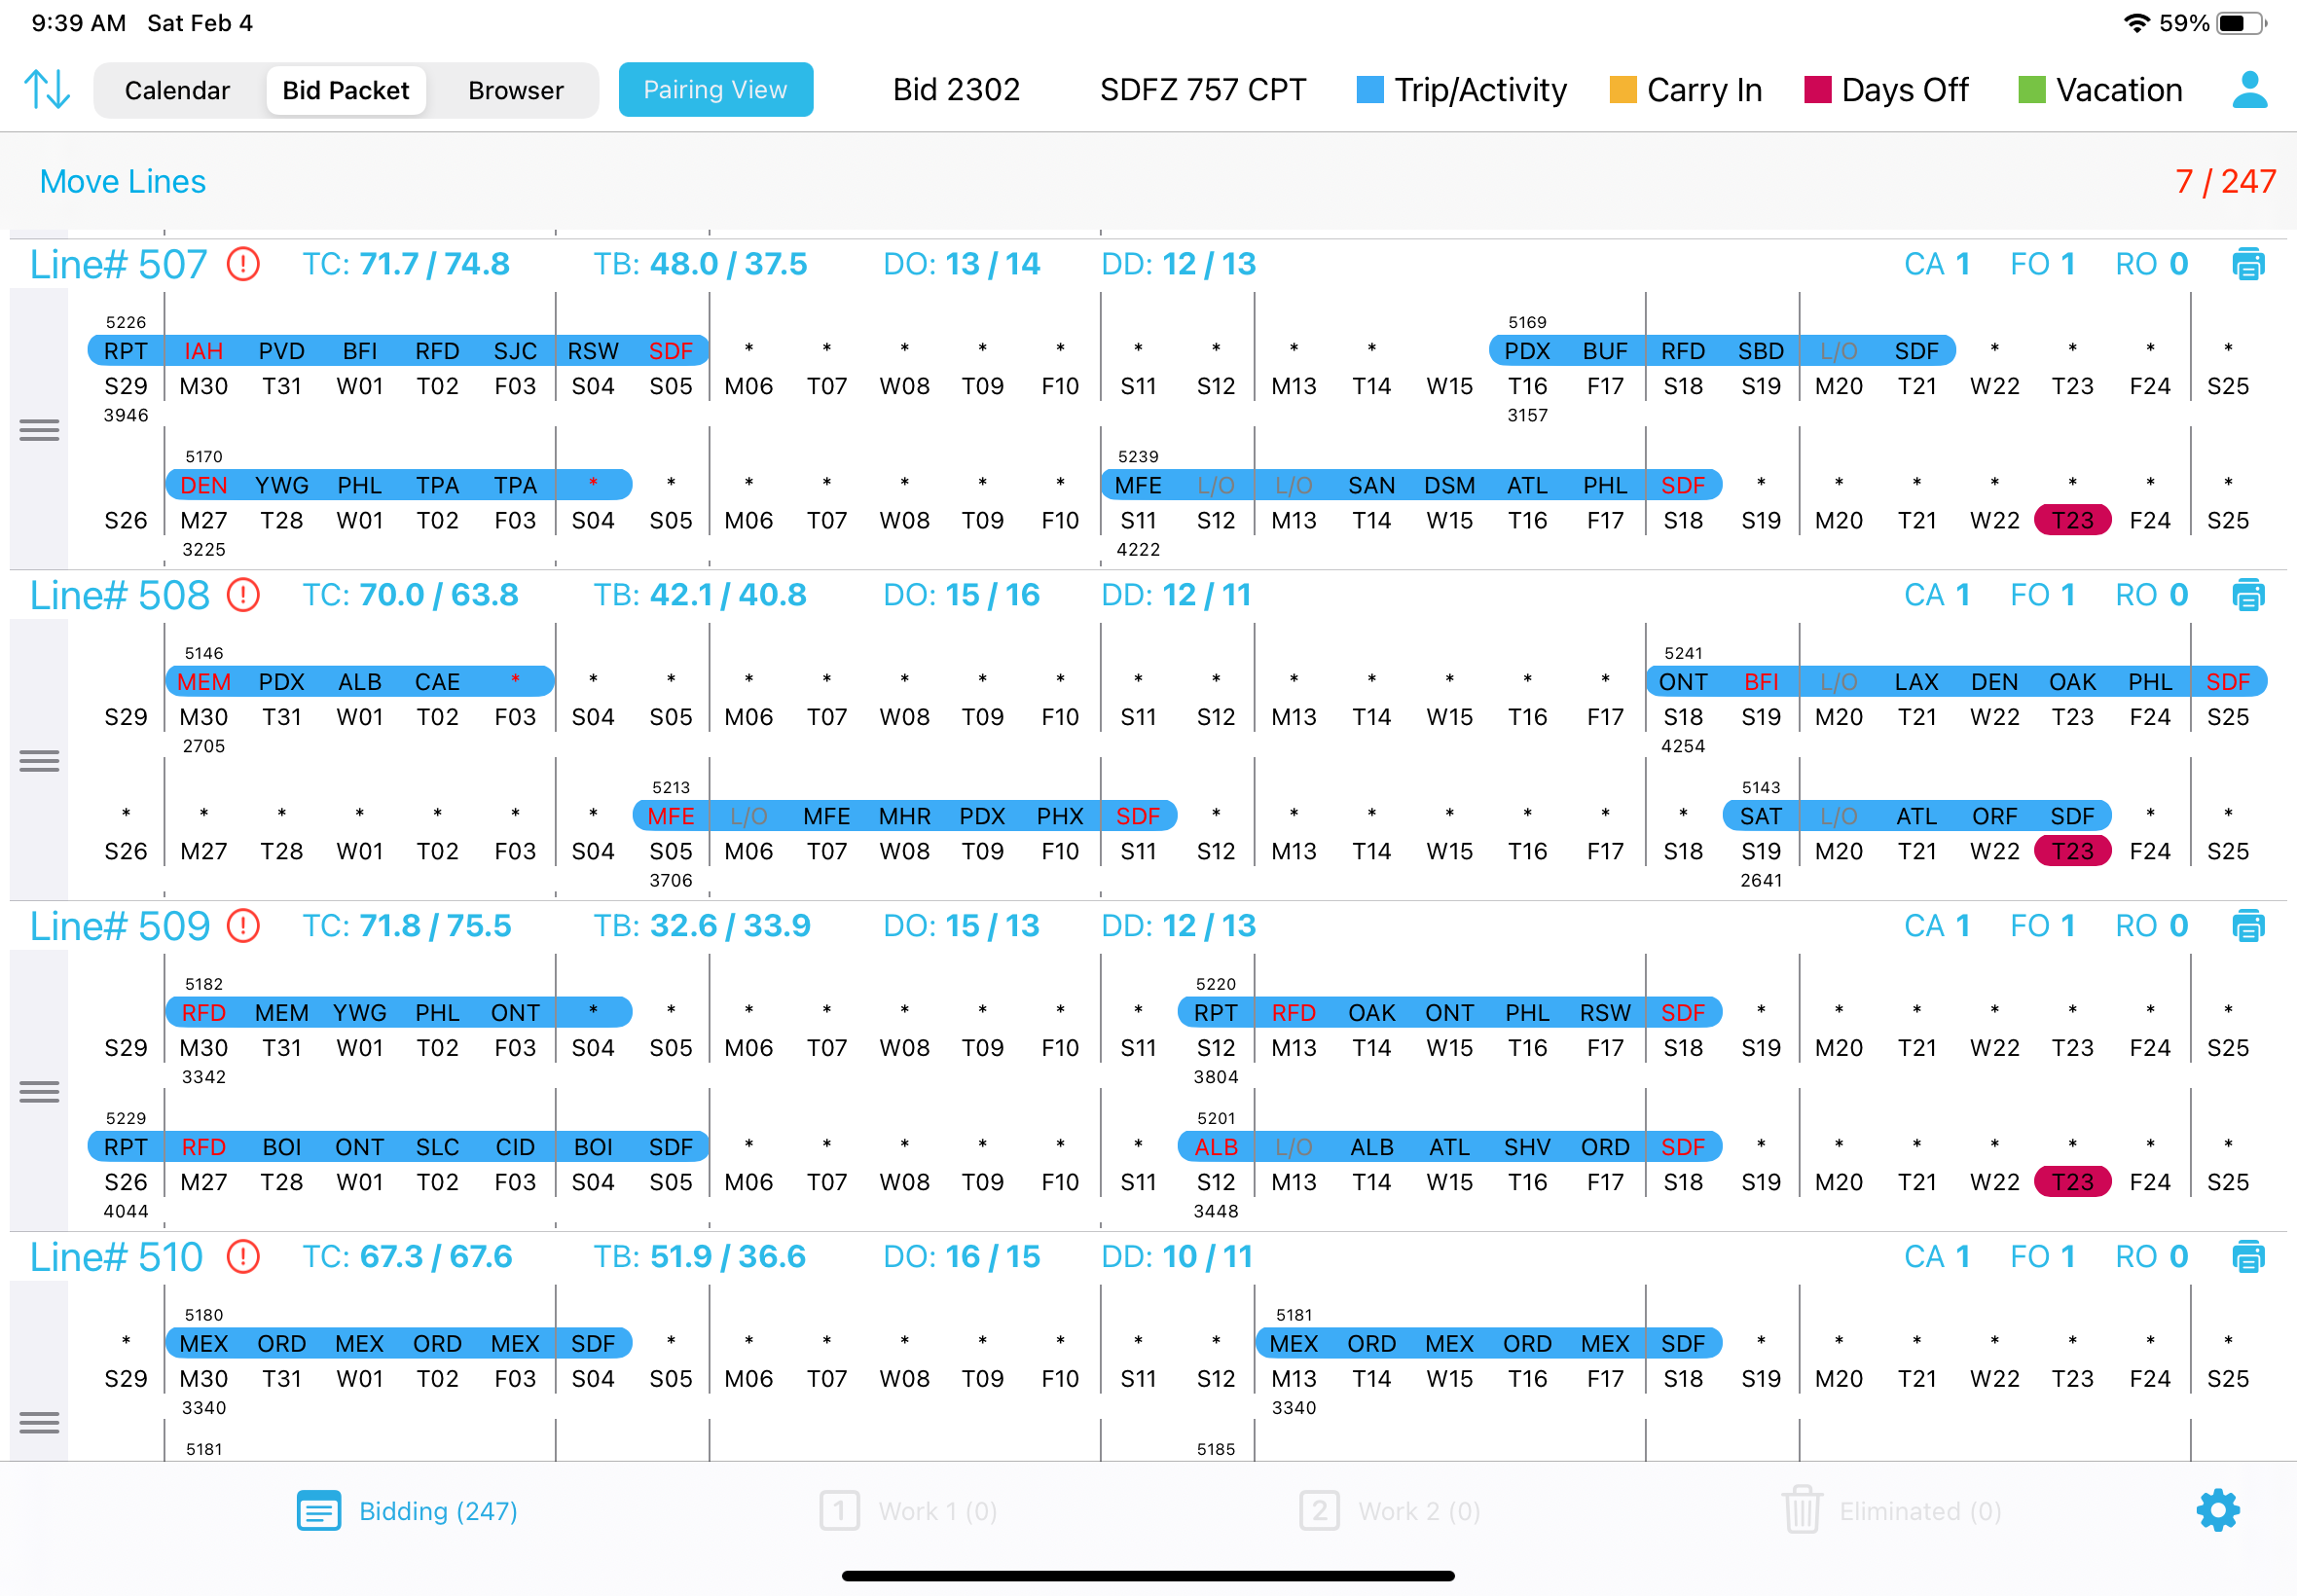 9:39 AM Sat Feb 4 59%
Calendar Bid Packet Browser Pairing View Bid 2302 SDFZ 757 CPT Trip/Activity Carry In Days Off Vacation
Move Lines 7 / 247
Line# 507 ! TC: 71.7 / 74.8 TB: 48.0 / 37.5 DO: 13 / 14 DD: 12 / 13 CA 1 FO 1 RO 0
5226 5169
RPT IAH PVD BFI RFD SJC RSW SDF * * * * * * * * * PDX BUF RFD SBD L/O SDF * * * *
S29 M30 T31 W01 T02 F03 S04 S05 M06 T07 W08 T09 F10 S11 S12 M13 T14 W15 T16 F17 S18 S19 M20 T21 W22 T23 F24 S25
3946 3157
5170 5239
DEN YWG PHL TPA TPA * * * * * * * MFE L/O L/O SAN DSM ATL PHL SDF * * * * * * *
S26 M27 T28 W01 T02 F03 S04 S05 M06 T07 W08 T09 F10 S11 S12 M13 T14 W15 T16 F17 S18 S19 M20 T21 W22 T23 F24 S25
3225 4222
Line# 508 ! TC: 70.0 / 63.8 TB: 42.1 / 40.8 DO: 15 / 16 DD: 12 / 11 CA 1 FO 1 RO 0
5146 5241
MEM PDX ALB CAE * * * * * * * * * * * * * * * ONT BFI L/O LAX DEN OAK PHL SDF
S29 M30 T31 W01 T02 F03 S04 S05 M06 T07 W08 T09 F10 S11 S12 M13 T14 W15 T16 F17 S18 S19 M20 T21 W22 T23 F24 S25
2705 4254
5213 5143
* * * * * * * MFE L/O MFE MHR PDX PHX SDF * * * * * * * SAT L/O ATL ORF SDF * *
S26 M27 T28 W01 T02 F03 S04 S05 M06 T07 W08 T09 F10 S11 S12 M13 T14 W15 T16 F17 S18 S19 M20 T21 W22 T23 F24 S25
3706 2641
Line# 509 ! TC: 71.8 / 75.5 TB: 32.6 / 33.9 DO: 15 / 13 DD: 12 / 13 CA 1 FO 1 RO 0
5182 5220
RFD MEM YWG PHL ONT * * * * * * * * RPT RFD OAK ONT PHL RSW SDF * * * * * * *
S29 M30 T31 W01 T02 F03 S04 S05 M06 T07 W08 T09 F10 S11 S12 M13 T14 W15 T16 F17 S18 S19 M20 T21 W22 T23 F24 S25
3342 3804
5229 5201
RPT RFD BOI ONT SLC CID BOI SDF * * * * * * ALB L/O ALB ATL SHV ORD SDF * * * * * * *
S26 M27 T28 W01 T02 F03 S04 S05 M06 T07 W08 T09 F10 S11 S12 M13 T14 W15 T16 F17 S18 S19 M20 T21 W22 T23 F24 S25
4044 3448
Line# 510 ! TC: 67.3 / 67.6 TB: 51.9 / 36.6 DO: 16 / 15 DD: 10 / 11 CA 1 FO 1 RO 0
5180 5181
* MEX ORD MEX ORD MEX SDF * * * * * * * * MEX ORD MEX ORD MEX SDF * * * * * * *
S29 M30 T31 W01 T02 F03 S04 S05 M06 T07 W08 T09 F10 S11 S12 M13 T14 W15 T16 F17 S18 S19 M20 T21 W22 T23 F24 S25
3340 3340
5181 5185
Bidding (247) 1 Work 1 (0) 2 Work 2 (0) Eliminated (0)